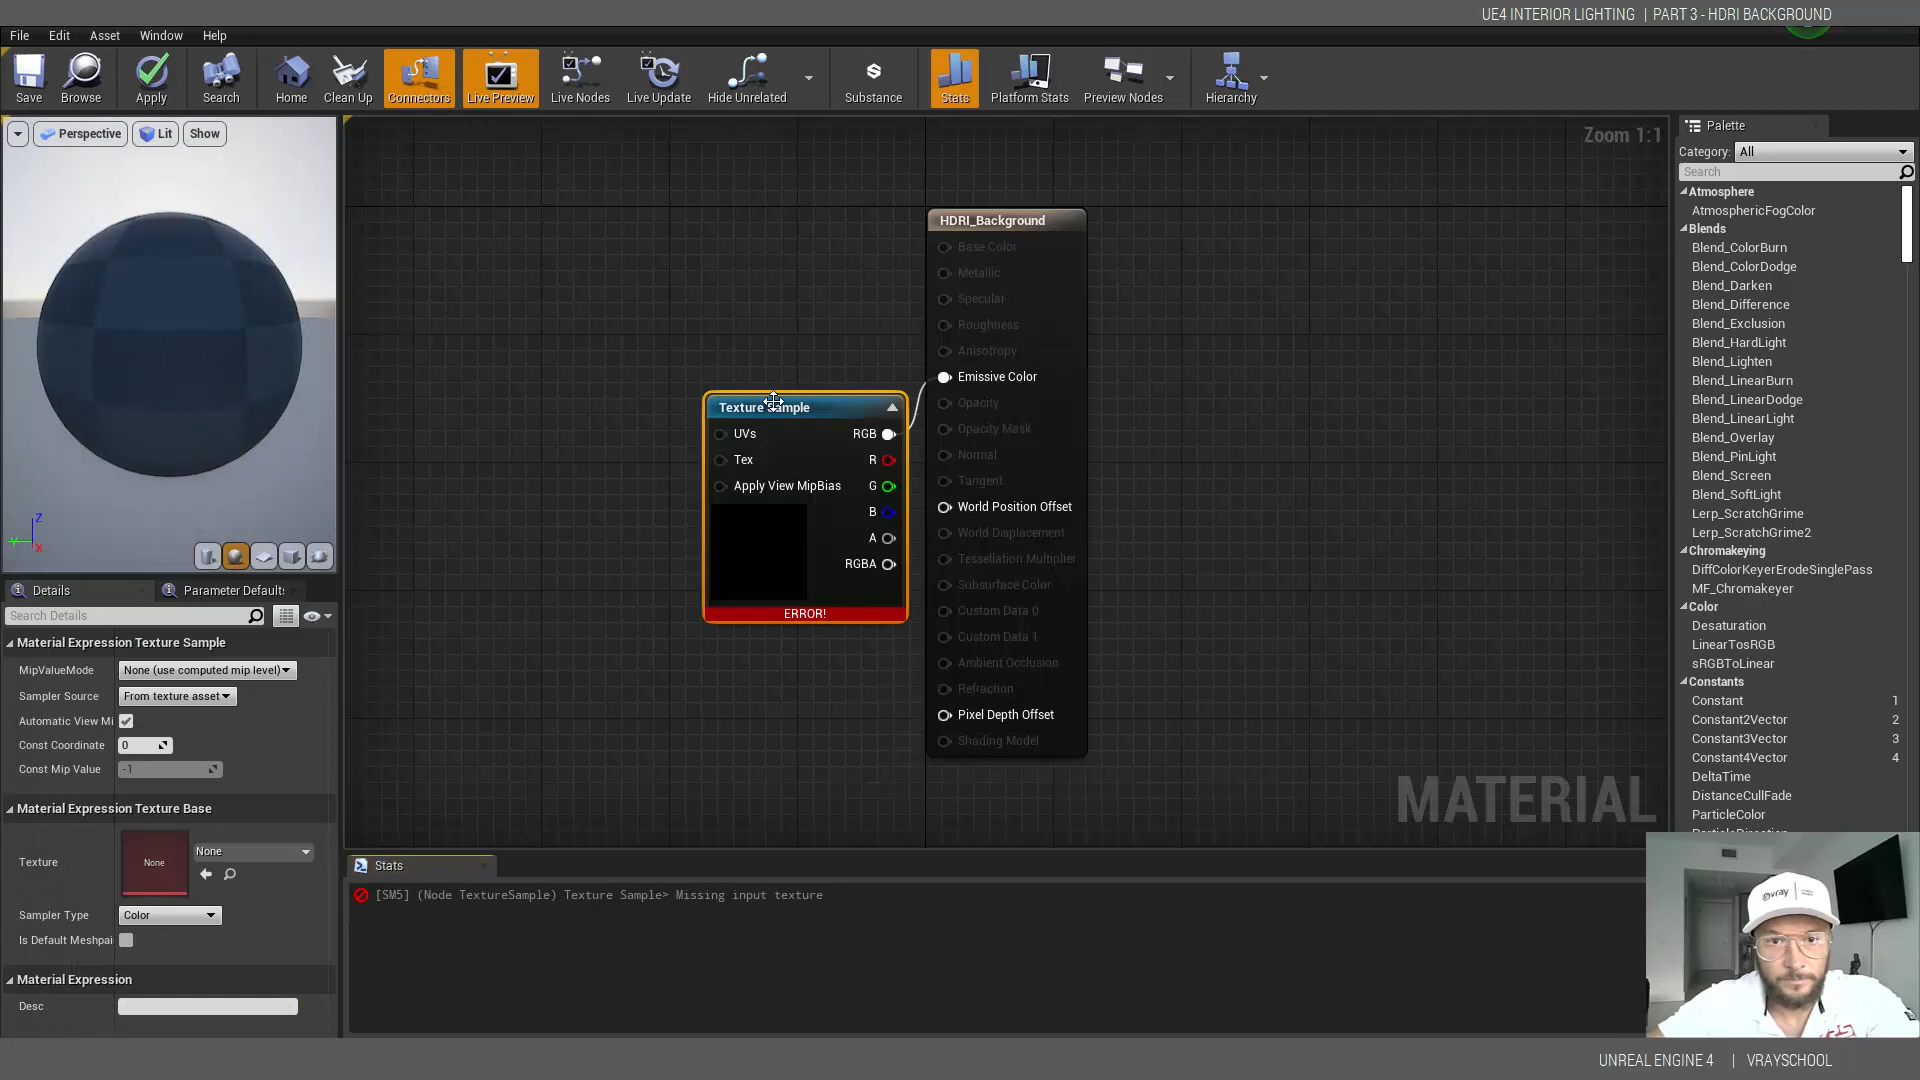 UE4 INTERIOR LIGHTING | PART 3 - HDRI BACKGROUND
File Edit Asset Window Help
Save Browse Apply Search Home Clean Up Connectors Live Preview Live Nodes Live Update Hide Unrelated Substance Stats Platform Stats Preview Nodes Hierarchy
Perspective Lit Show
Zoom 1:1
Z
Y
X
HDRI_Background
Base Color
Metallic
Specular
Roughness
Anisotropy
Emissive Color
Opacity
Opacity Mask
Normal
Tangent
World Position Offset
World Displacement
Tessellation Multiplier
Subsurface Color
Custom Data 0
Custom Data 1
Ambient Occlusion
Refraction
Pixel Depth Offset
Shading Model
Texture Sample
UVs RGB
Tex R
Apply View MipBias G
B
A
RGBA
ERROR!
MATERIAL
Palette
Category: All
Search
Atmosphere
AtmosphericFogColor
Blends
Blend_ColorBurn
Blend_ColorDodge
Blend_Darken
Blend_Difference
Blend_Exclusion
Blend_HardLight
Blend_Lighten
Blend_LinearBurn
Blend_LinearDodge
Blend_LinearLight
Blend_Overlay
Blend_PinLight
Blend_Screen
Blend_SoftLight
Lerp_ScratchGrime
Lerp_ScratchGrime2
Chromakeying
DiffColorKeyerErodeSinglePass
MF_Chromakeyer
Color
Desaturation
LinearTosRGB
sRGBToLinear
Constants
Constant 1
Constant2Vector 2
Constant3Vector 3
Constant4Vector 4
DeltaTime
DistanceCullFade
ParticleColor
Details Parameter Default
Search Details
Material Expression Texture Sample
MipValueMode None (use computed mip level)
Sampler Source From texture asset
Automatic View Mi
Const Coordinate 0
Const Mip Value -1
Material Expression Texture Base
Texture None None
Sampler Type Color
Is Default Meshpai
Material Expression
Desc
Stats
[SM5] (Node TextureSample) Texture Sample> Missing input texture
vray
UNREAL ENGINE 4 | VRAYSCHOOL